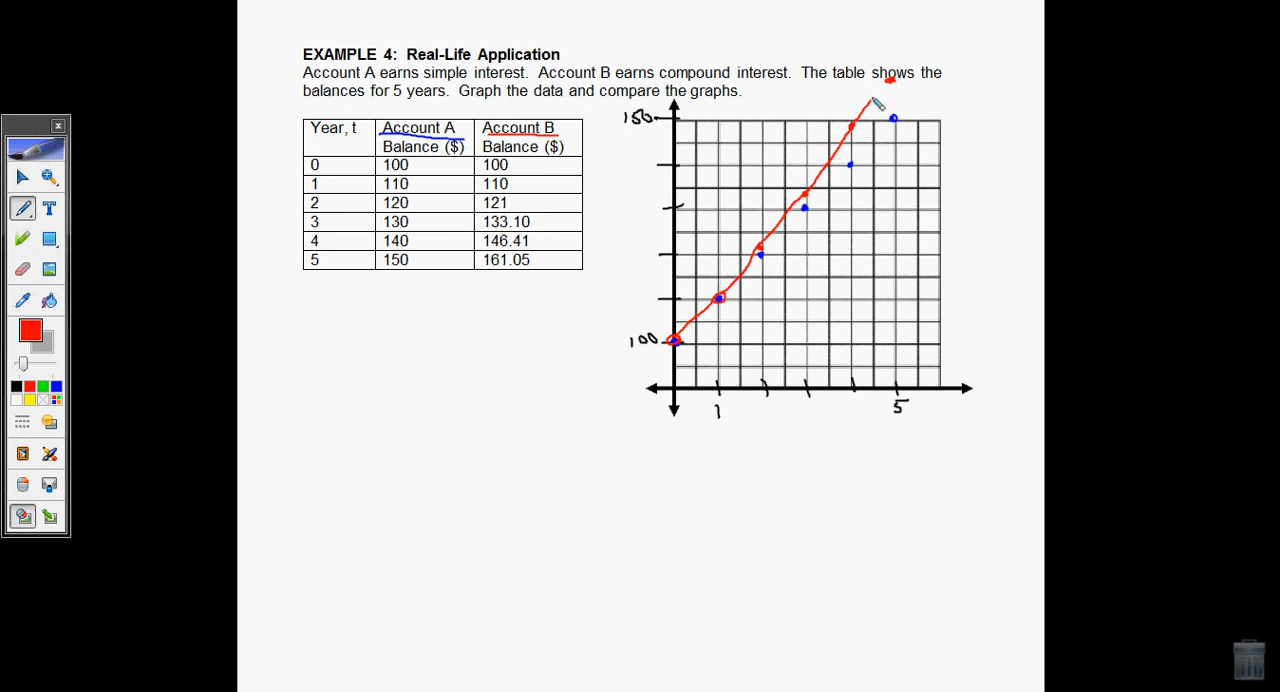 EXAMPLE 4: Real-Life Application
Account A earns simple interest. Account B earns compound interest. The table shows the
balances for 5 years. Graph the data and compare the graphs.
Year, t Account A Balance ($) Account B Balance ($)
0 100 100
1 110 110
2 120 121
3 130 133.10
4 140 146.41
5 150 161.05
150
100
1 5
x
T